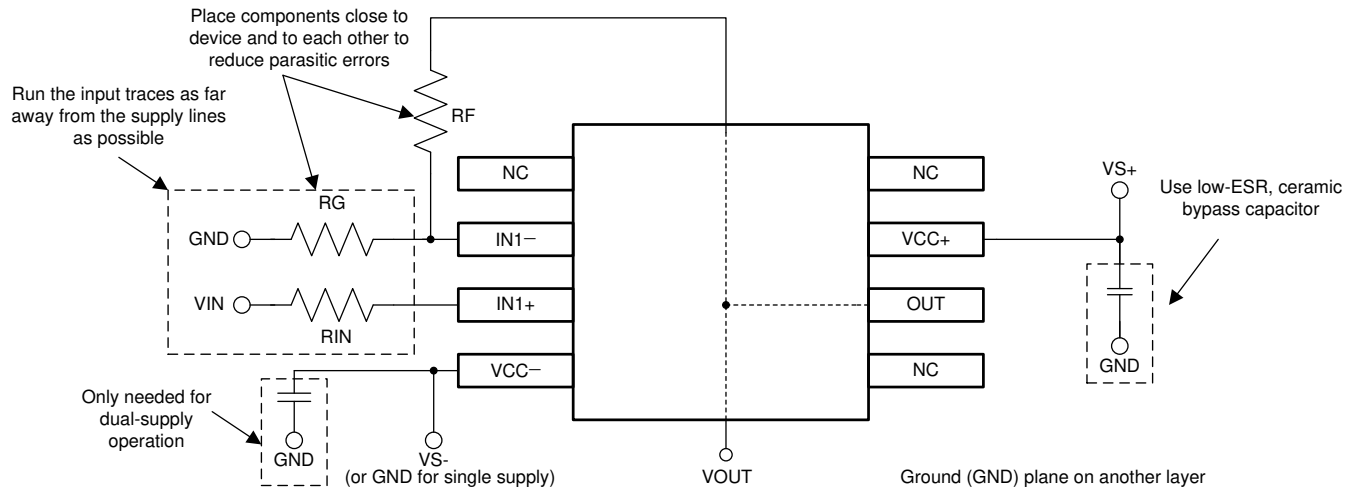 Place components close to
device and to each other to
reduce parasitic errors
Run the input traces as far
away from the supply lines
as possible
RF
NC
NC
VS+
Use low-ESR, ceramic
bypass capacitor
RG
GND
IN1−
VCC+
VIN
IN1+
OUT
RIN
VCC−
NC
GND
Only needed for
dual-supply
operation
GND
VS-
(or GND for single supply)
VOUT
Ground (GND) plane on another layer